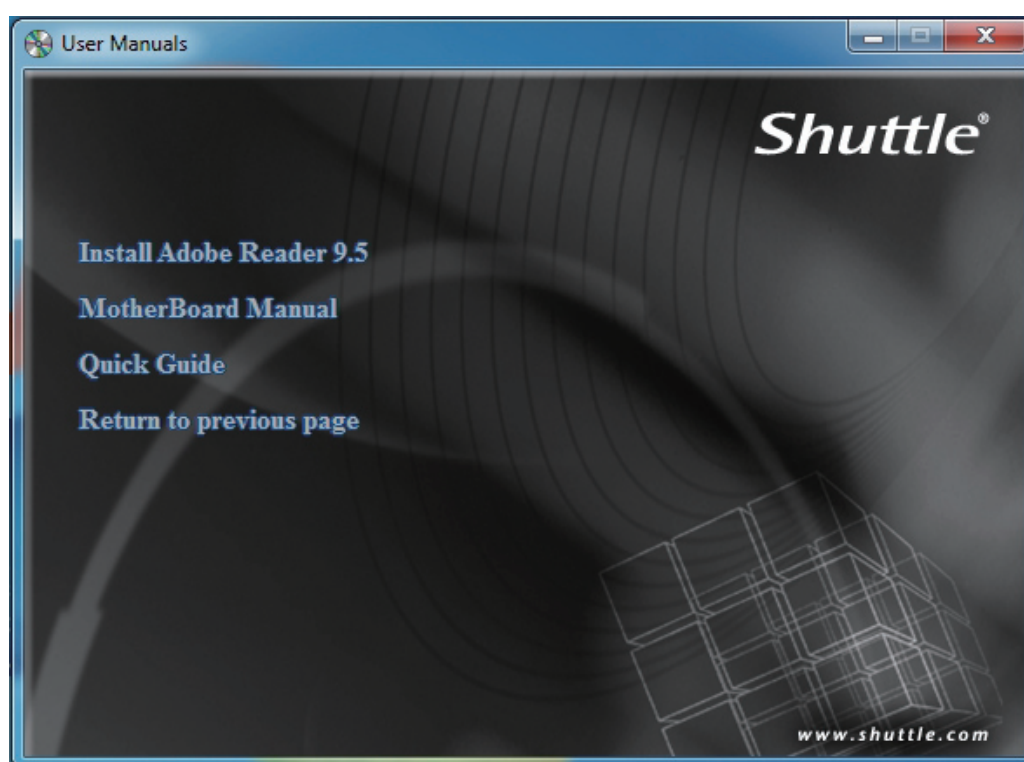 User Manuals
Shuttle®
Install Adobe Reader 9.5
MotherBoard Manual
Quick Guide
Return to previous page
www.shuttle.com